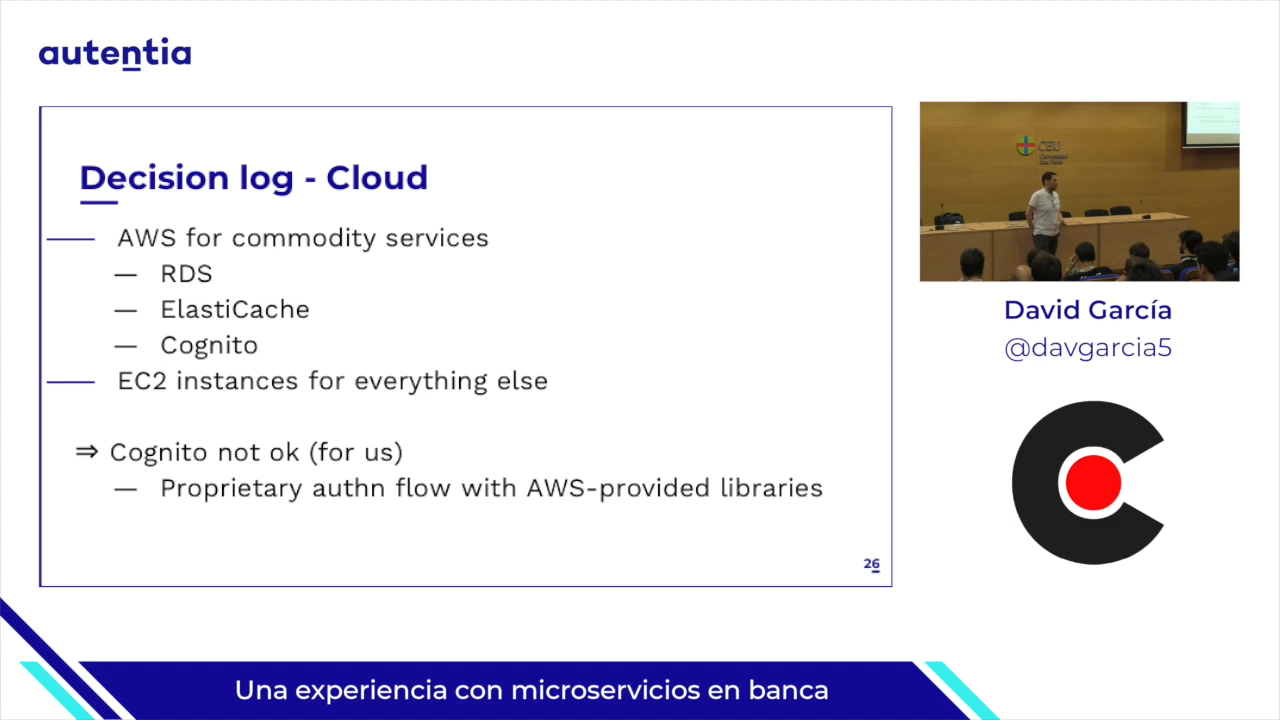 autentia
Decision log - Cloud
AWS for commodity services
— RDS
— ElastiCache
— Cognito
EC2 instances for everything else
⇒ Cognito not ok (for us)
— Proprietary authn flow with AWS-provided libraries
26
CEU
David García
@davgarcia5
Una experiencia con microservicios en banca